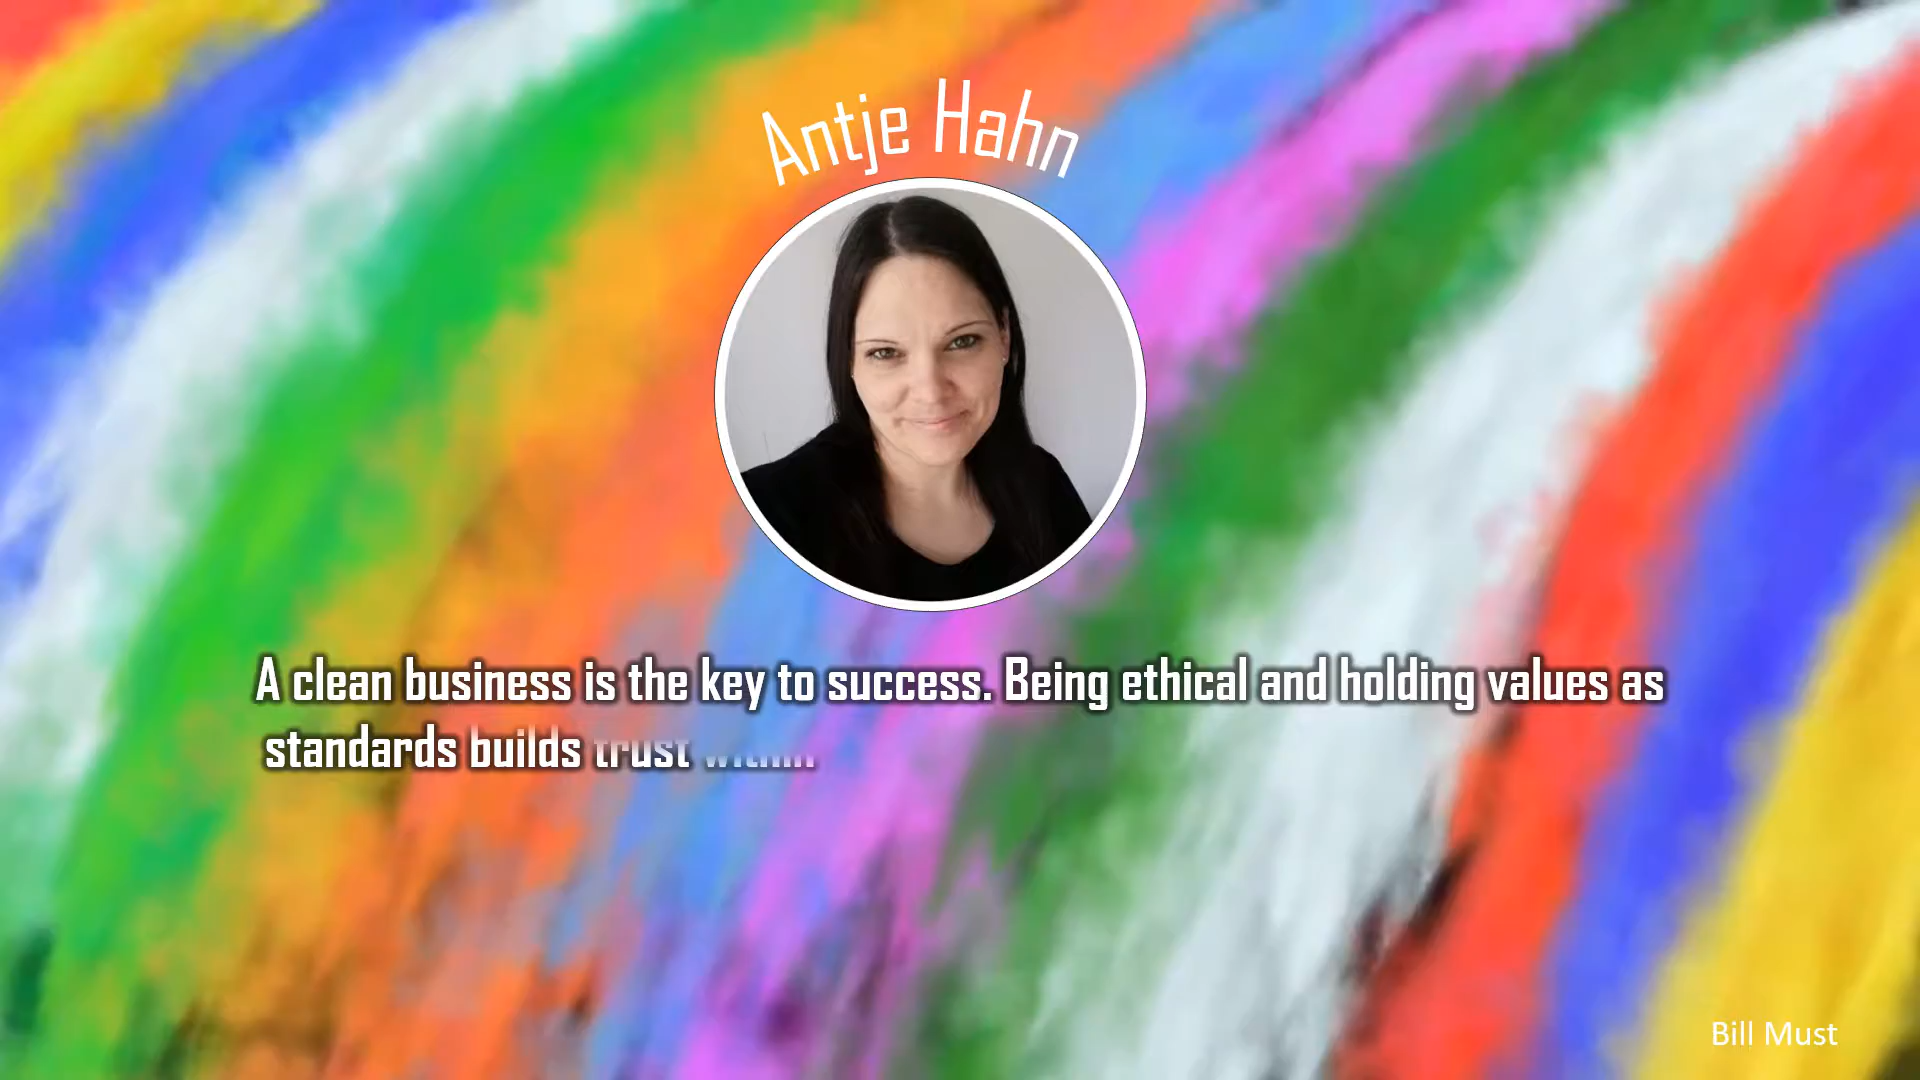 Antje Hahn
A clean business is the key to success. Being ethical and holding values as
standards builds trust within
Bill Must